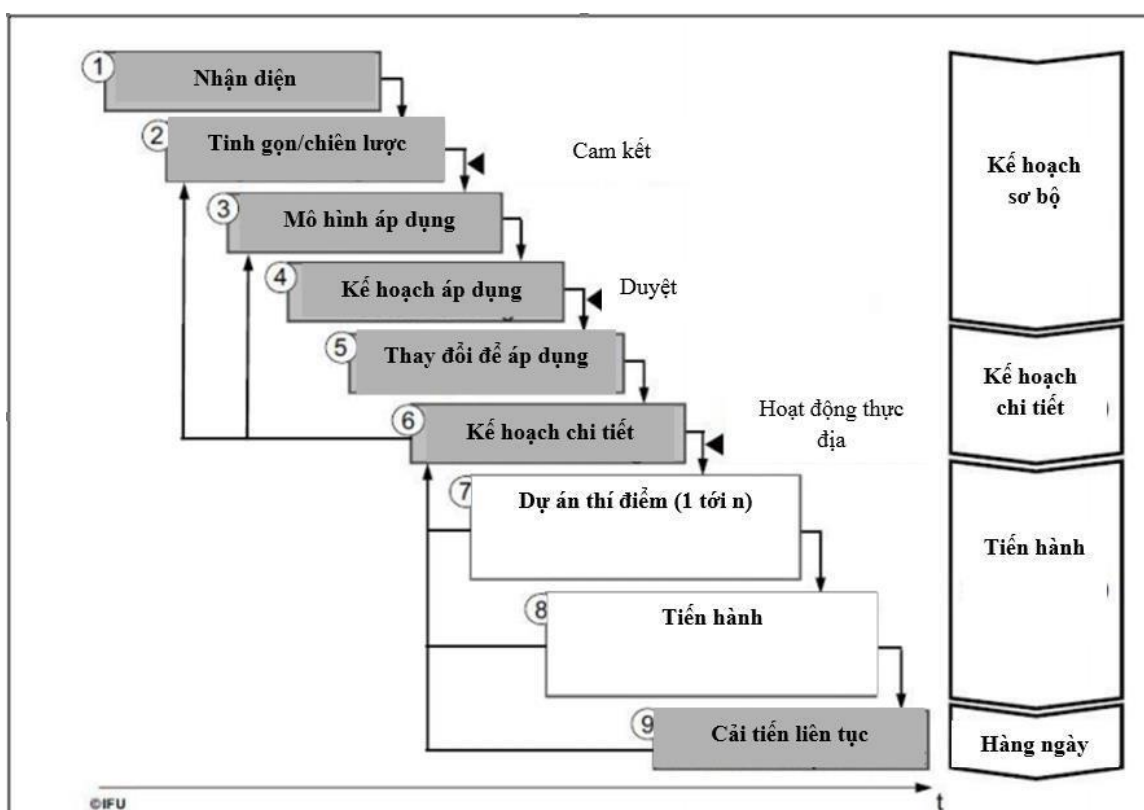 1
Nhận diện
2
Tinh gọn/chiên lược
Cam kết
3
Mô hình áp dụng
4
Kế hoạch áp dụng
Duyệt
5
Thay đổi để áp dụng
6
Kế hoạch chi tiết
Hoạt động thực
địa
7
Dự án thí điểm (1 tới n)
8
Tiến hành
9
Cải tiến liên tục
Kế hoạch
sơ bộ
Kế hoạch
chi tiết
Tiến hành
Hàng ngày
©IFU
t